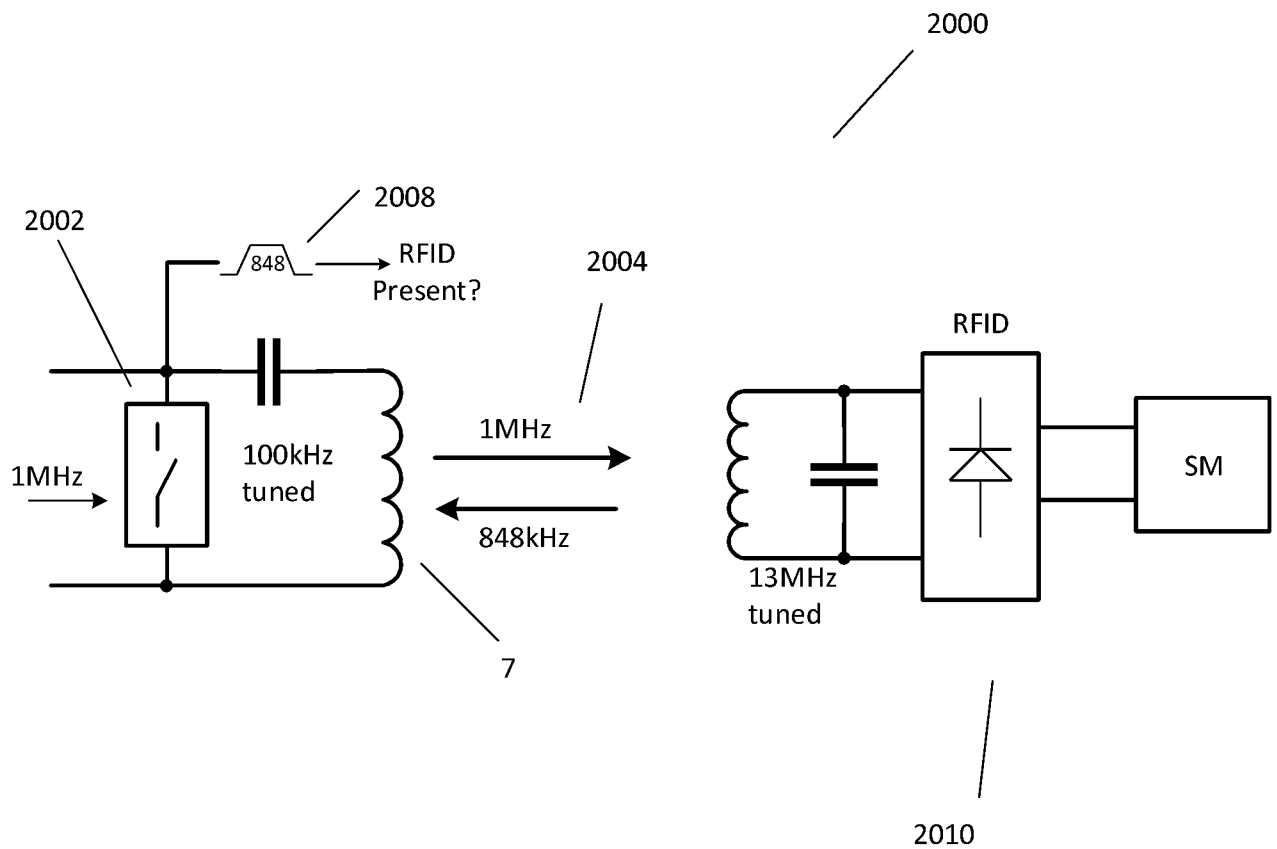 2000
2008
2002
848
RFID
Present?
2004
RFID
1MHz
100kHz
tuned
1MHz
848kHz
SM
13MHz
tuned
7
2010